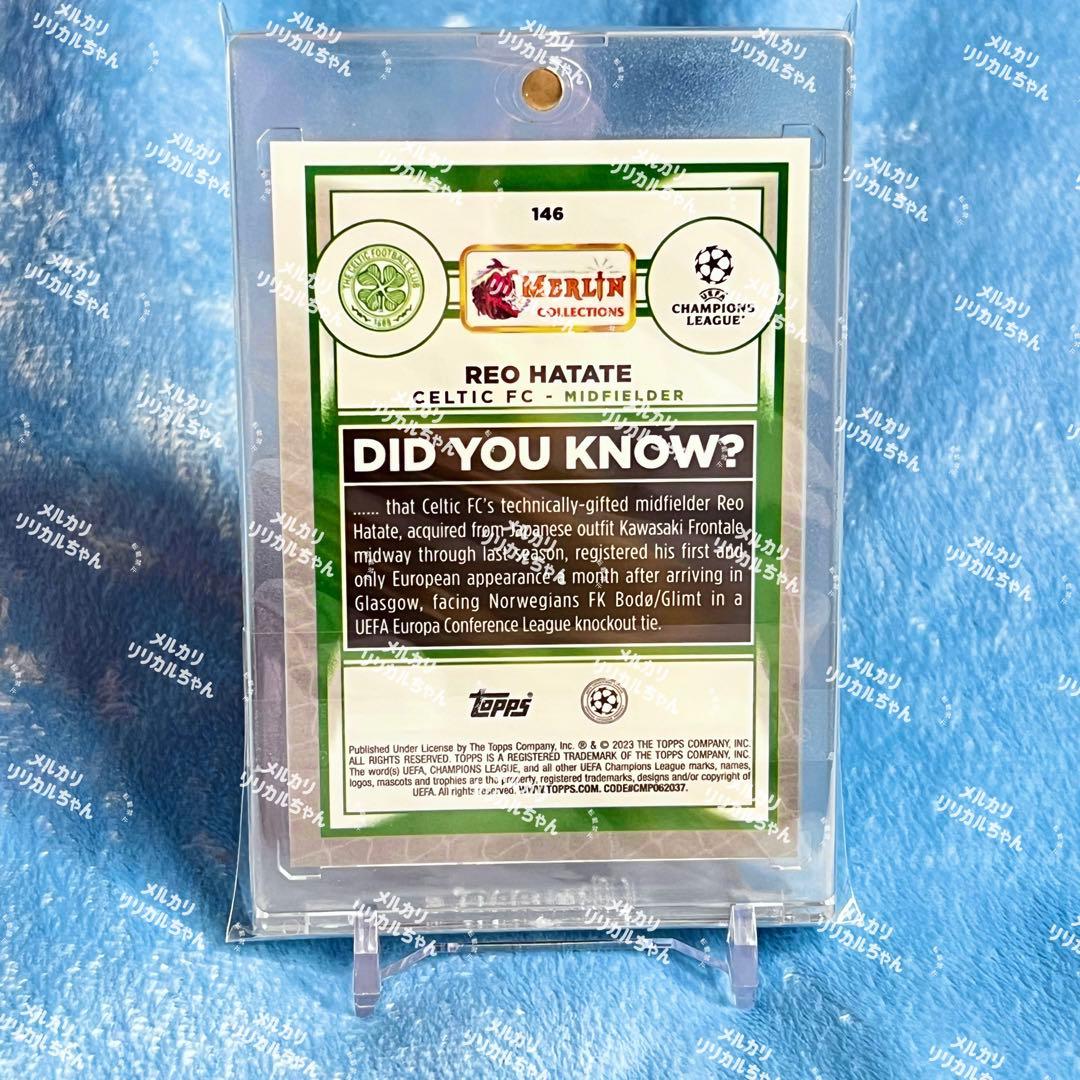 146
THE CELTIC FOOTBALL CLUB
1888
MERLIN
COLLECTIONS
UEFA
CHAMPIONS
LEAGUE
REO HATATE
CELTIC FC - MIDFIELDER
DID YOU KNOW?
...... that Celtic FC's technically-gifted midfielder Reo
Hatate, acquired from Japanese outfit Kawasaki Frontale
midway through last season, registered his first and
only European appearance a month after arriving in
Glasgow, facing Norwegians FK Bodø/Glimt in a
UEFA Europa Conference League knockout tie.
Topps®
Published Under License by The Topps Company, Inc. ® & © 2023 THE TOPPS COMPANY, INC.
ALL RIGHTS RESERVED. TOPPS IS A REGISTERED TRADEMARK OF THE TOPPS COMPANY, INC.
The word(s) UEFA, CHAMPIONS LEAGUE, and all other UEFA Champions League marks, names,
logos, mascots and trophies are the property, registered trademarks, designs and/or copyright of
UEFA. All rights reserved. WWW.TOPPS.COM. CODE#CMP062037.
メルカリ
リリカルちゃん